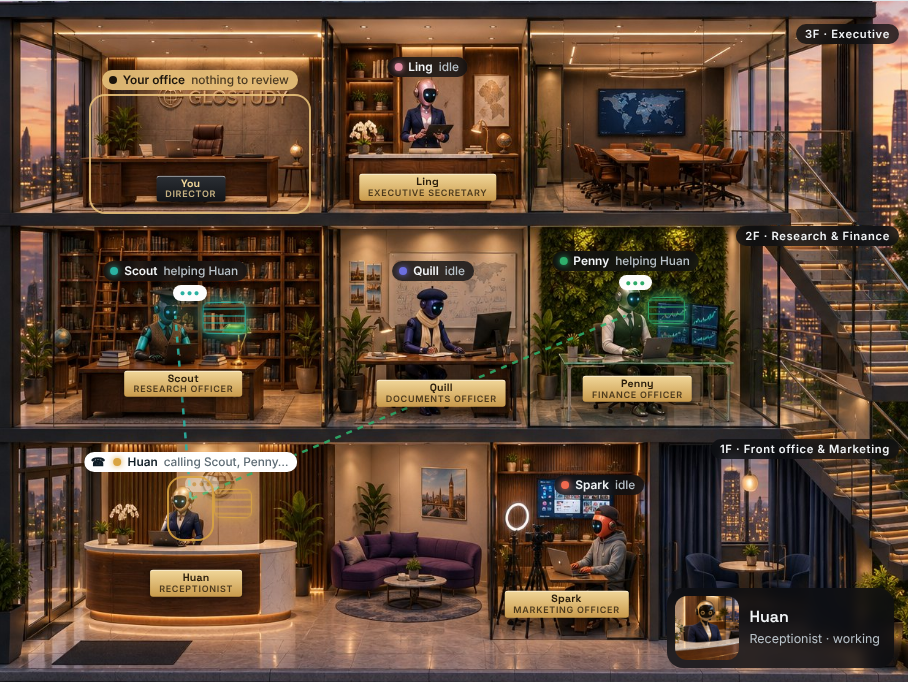 3F · Executive
Your office nothing to review
GLOSTUDY
You
DIRECTOR
Ling idle
Ling
EXECUTIVE SECRETARY
2F · Research & Finance
Scout helping Huan
Scout
RESEARCH OFFICER
Quill idle
Quill
DOCUMENTS OFFICER
Penny helping Huan
Penny
FINANCE OFFICER
1F · Front office & Marketing
Huan calling Scout, Penny...
Huan
RECEPTIONIST
Spark idle
Spark
MARKETING OFFICER
Huan
Receptionist · working